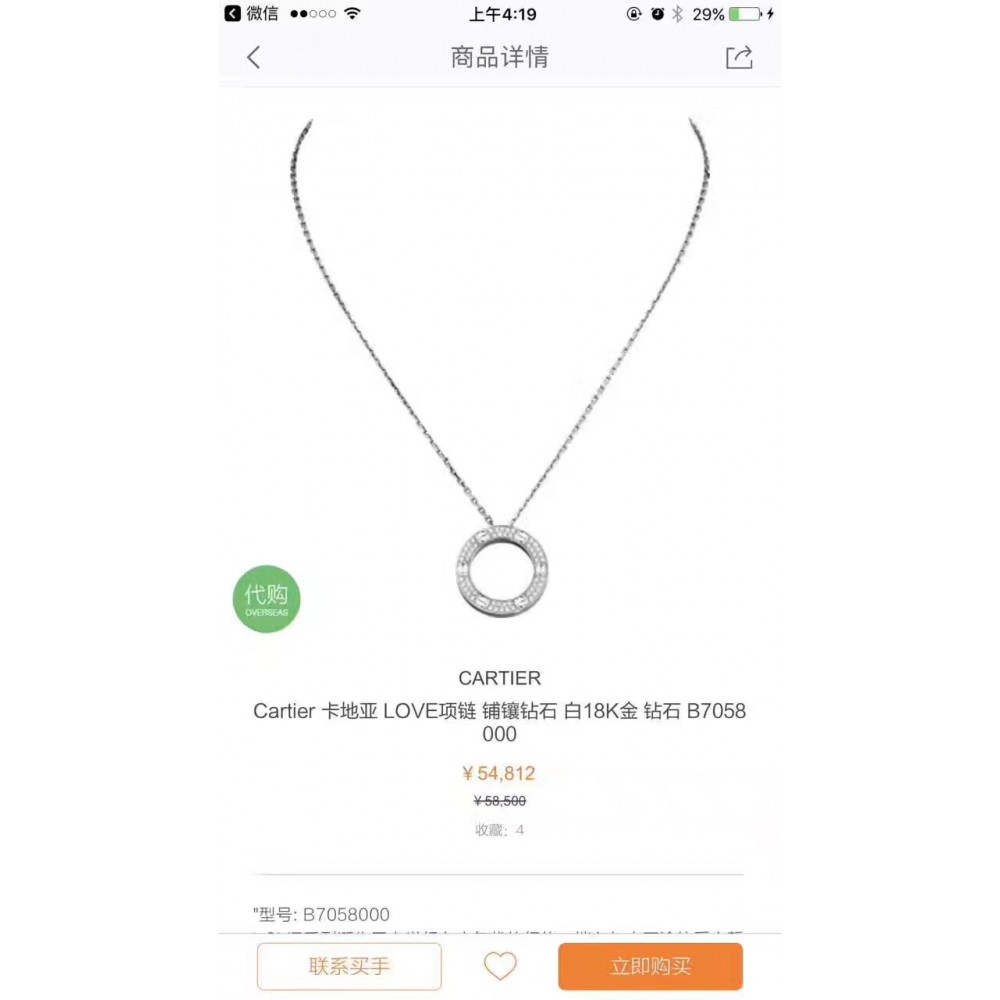 微信
上午4:19
29%
商品详情
代购
OVERSEAS
CARTIER
Cartier 卡地亚 LOVE项链 铺镶钻石 白18K金 钻石 B7058
000
¥54,812
¥58,500
收藏：4
"型号: B7058000
联系买手
立即购买